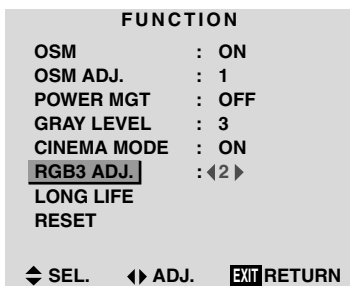 FUNCTION
OSM : ON
OSM ADJ. : 1
POWER MGT : OFF
GRAY LEVEL : 3
CINEMA MODE : ON
RGB3 ADJ. : 2
LONG LIFE
RESET
SEL. ADJ. EXIT RETURN